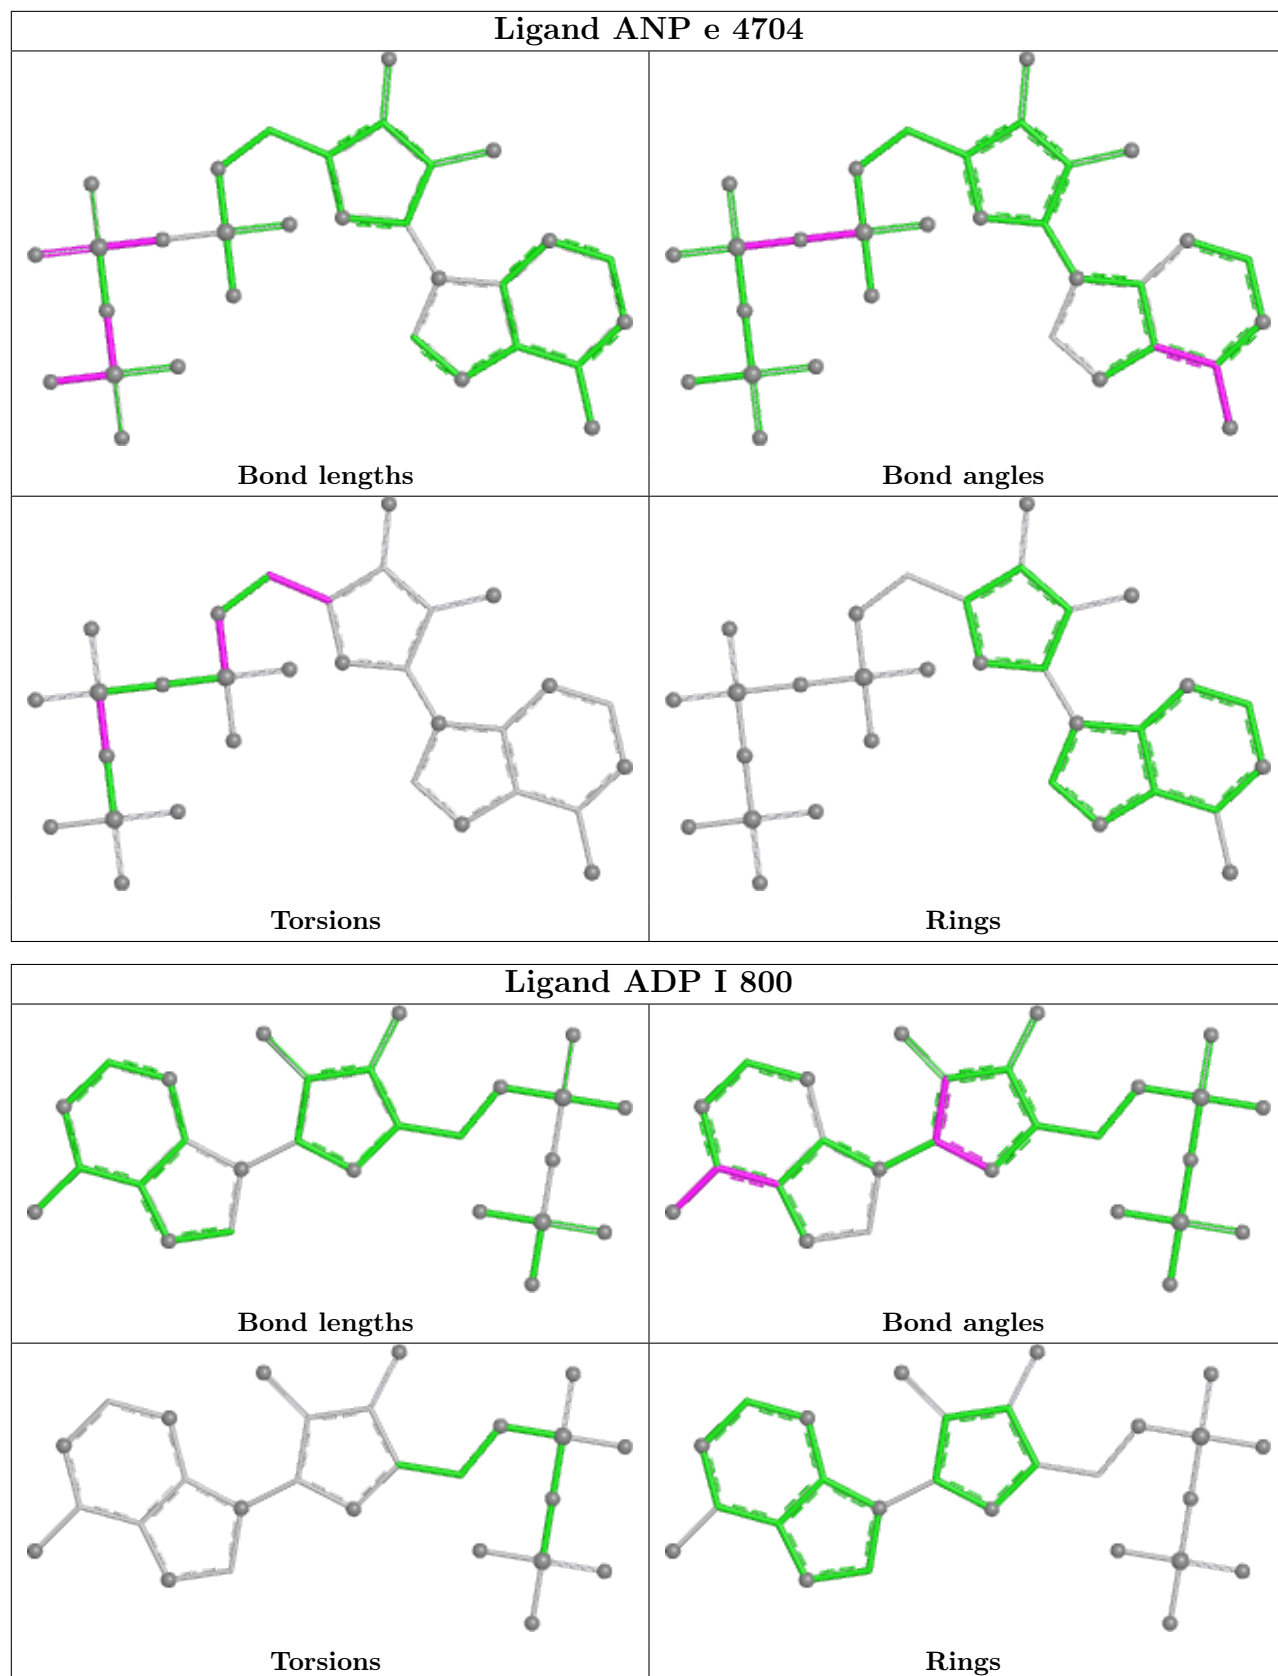 Ligand ANP e 4704
Bond lengths
Bond angles
Torsions
Rings
Ligand ADP I 800
Bond lengths
Bond angles
Torsions
Rings